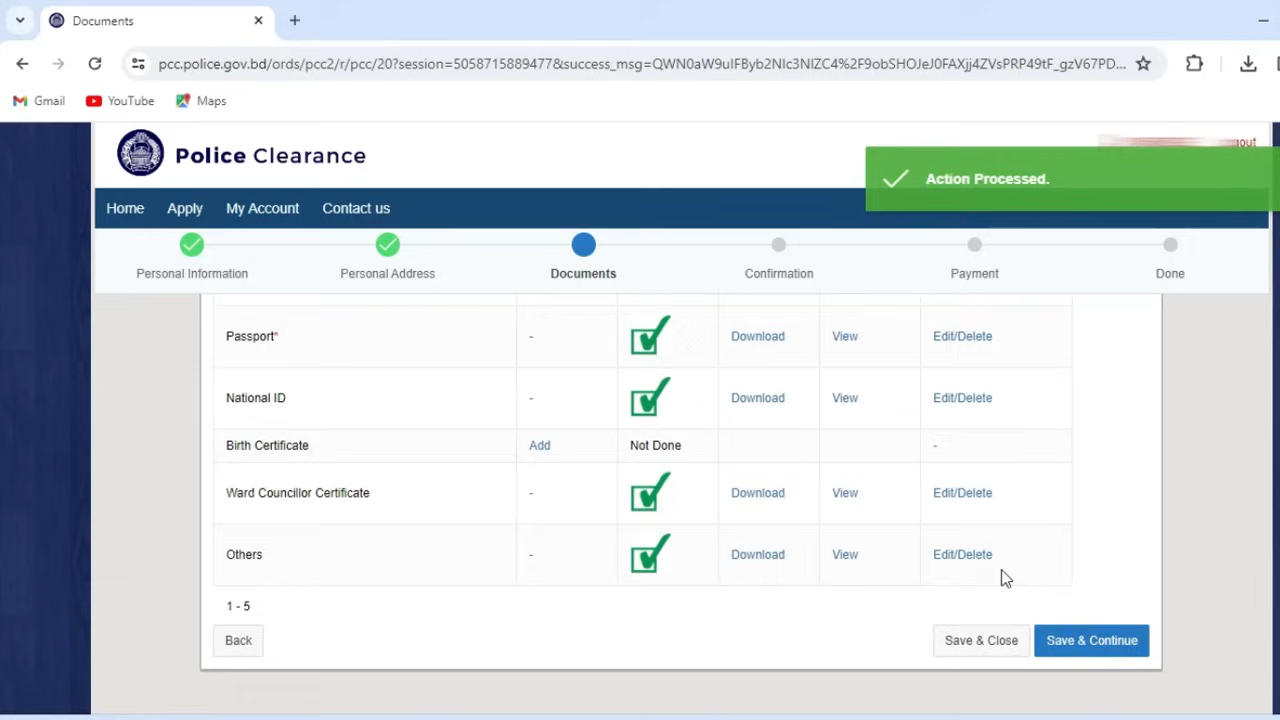 Documents
pcc.police.gov.bd/ords/pcc2/r/pcc/20?session=5058715889477&success_msg=QWN0aW9uIFByb2NIc3NIZC4%2F9obSHOJeJ0FAXjj4ZVsPRP49tF_gzV67PD...
Gmail YouTube Maps
Police Clearance
out
Action Processed.
Home Apply My Account Contact us
Personal Information Personal Address Documents Confirmation Payment Done
Passport* - Download View Edit/Delete
National ID - Download View Edit/Delete
Birth Certificate Add Not Done -
Ward Councillor Certificate - Download View Edit/Delete
Others - Download View Edit/Delete
1 - 5
Back Save & Close Save & Continue